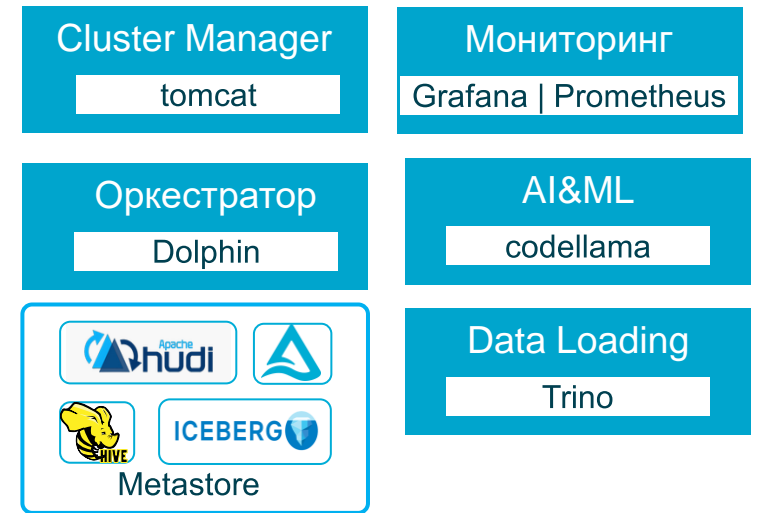 Cluster Manager
tomcat
Мониторинг
Grafana | Prometheus
Оркестратор
Dolphin
AI&ML
codellama
Apache
hudi
HIVE
ICEBERG
Metastore
Data Loading
Trino